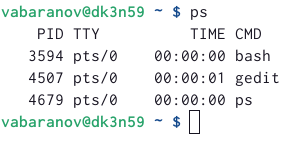 vabaranov@dk3n59 ~ $ ps
    PID TTY          TIME CMD
   3594 pts/0    00:00:00 bash
   4507 pts/0    00:00:01 gedit
   4679 pts/0    00:00:00 ps
vabaranov@dk3n59 ~ $